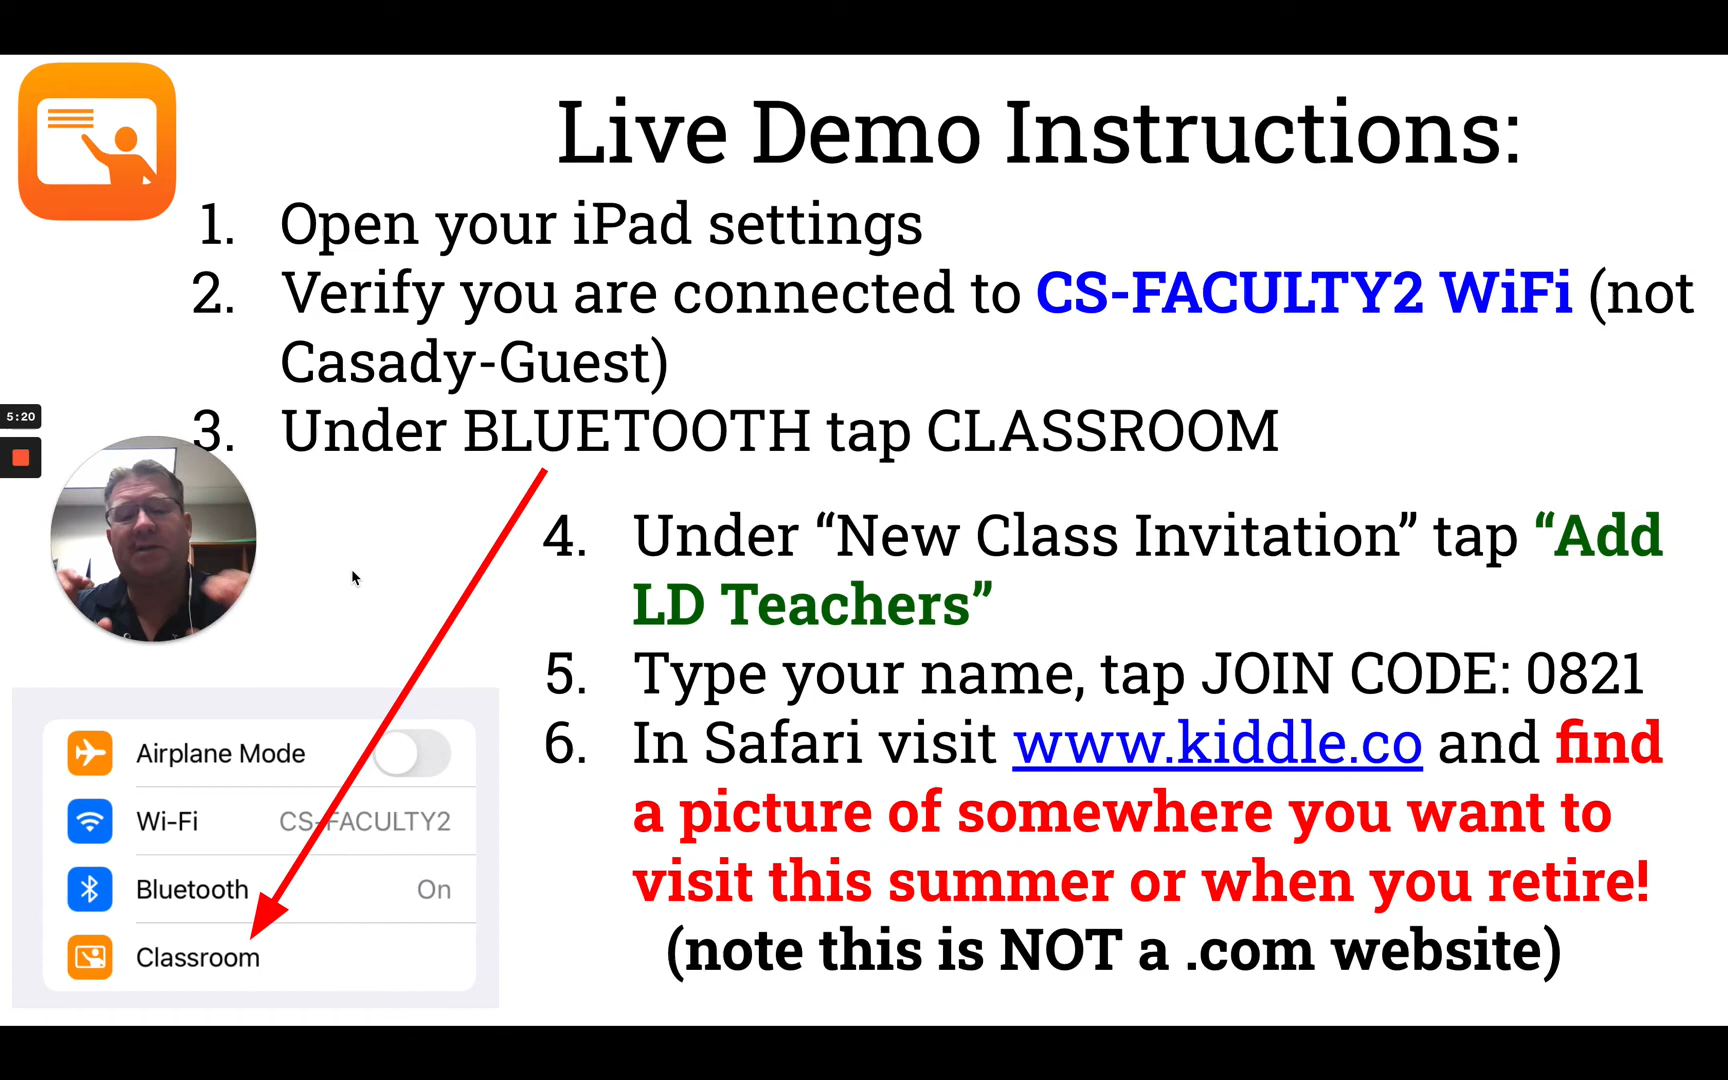 Live Demo Instructions:
1. Open your iPad settings
2. Verify you are connected to CS-FACULTY2 WiFi (not
Casady-Guest)
3. Under BLUETOOTH tap CLASSROOM
5:20
4. Under “New Class Invitation” tap “Add
LD Teachers”
5. Type your name, tap JOIN CODE: 0821
6. In Safari visit www.kiddle.co and find
a picture of somewhere you want to
visit this summer or when you retire!
(note this is NOT a .com website)
Airplane Mode
Wi-Fi CS-FACULTY2
Bluetooth On
Classroom